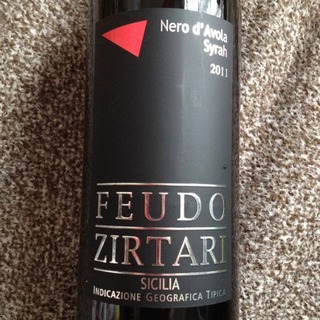 Nero d'Avola
Syrah
2011
FEUDO
ZIRTARI
SICILIA
INDICAZIONE GEOGRAFICA TIPICA